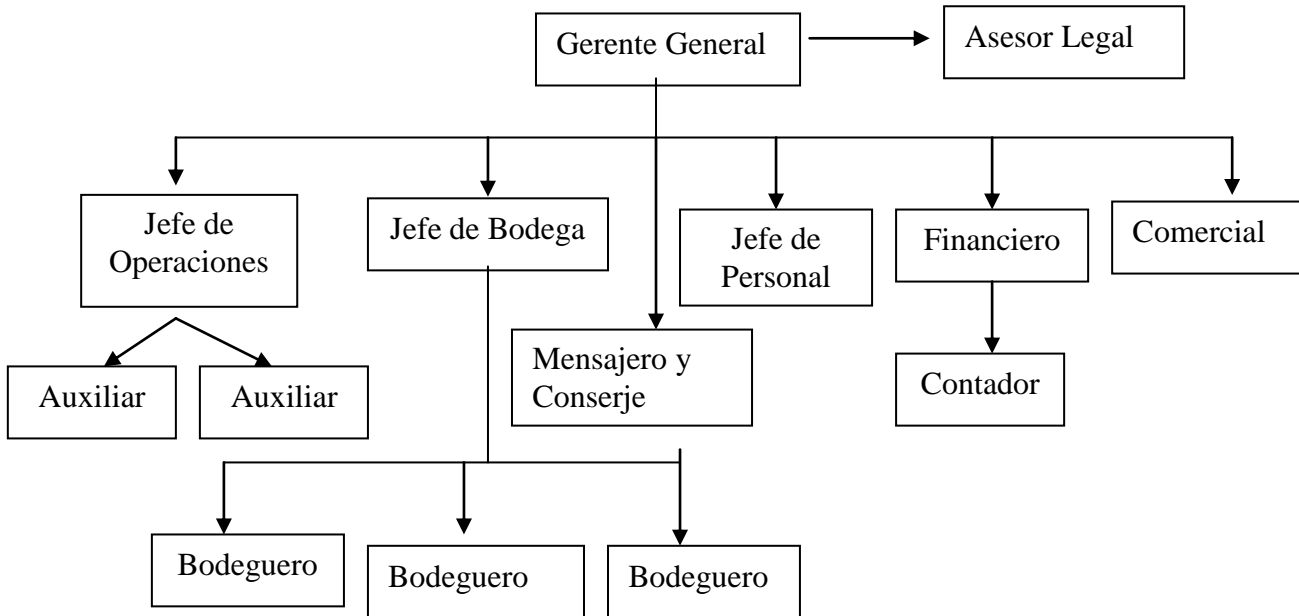 Gerente General
Asesor Legal
Jefe de
Operaciones
Jefe de Bodega
Jefe de
Personal
Financiero
Comercial
Auxiliar
Auxiliar
Mensajero y
Conserje
Contador
Bodeguero
Bodeguero
Bodeguero